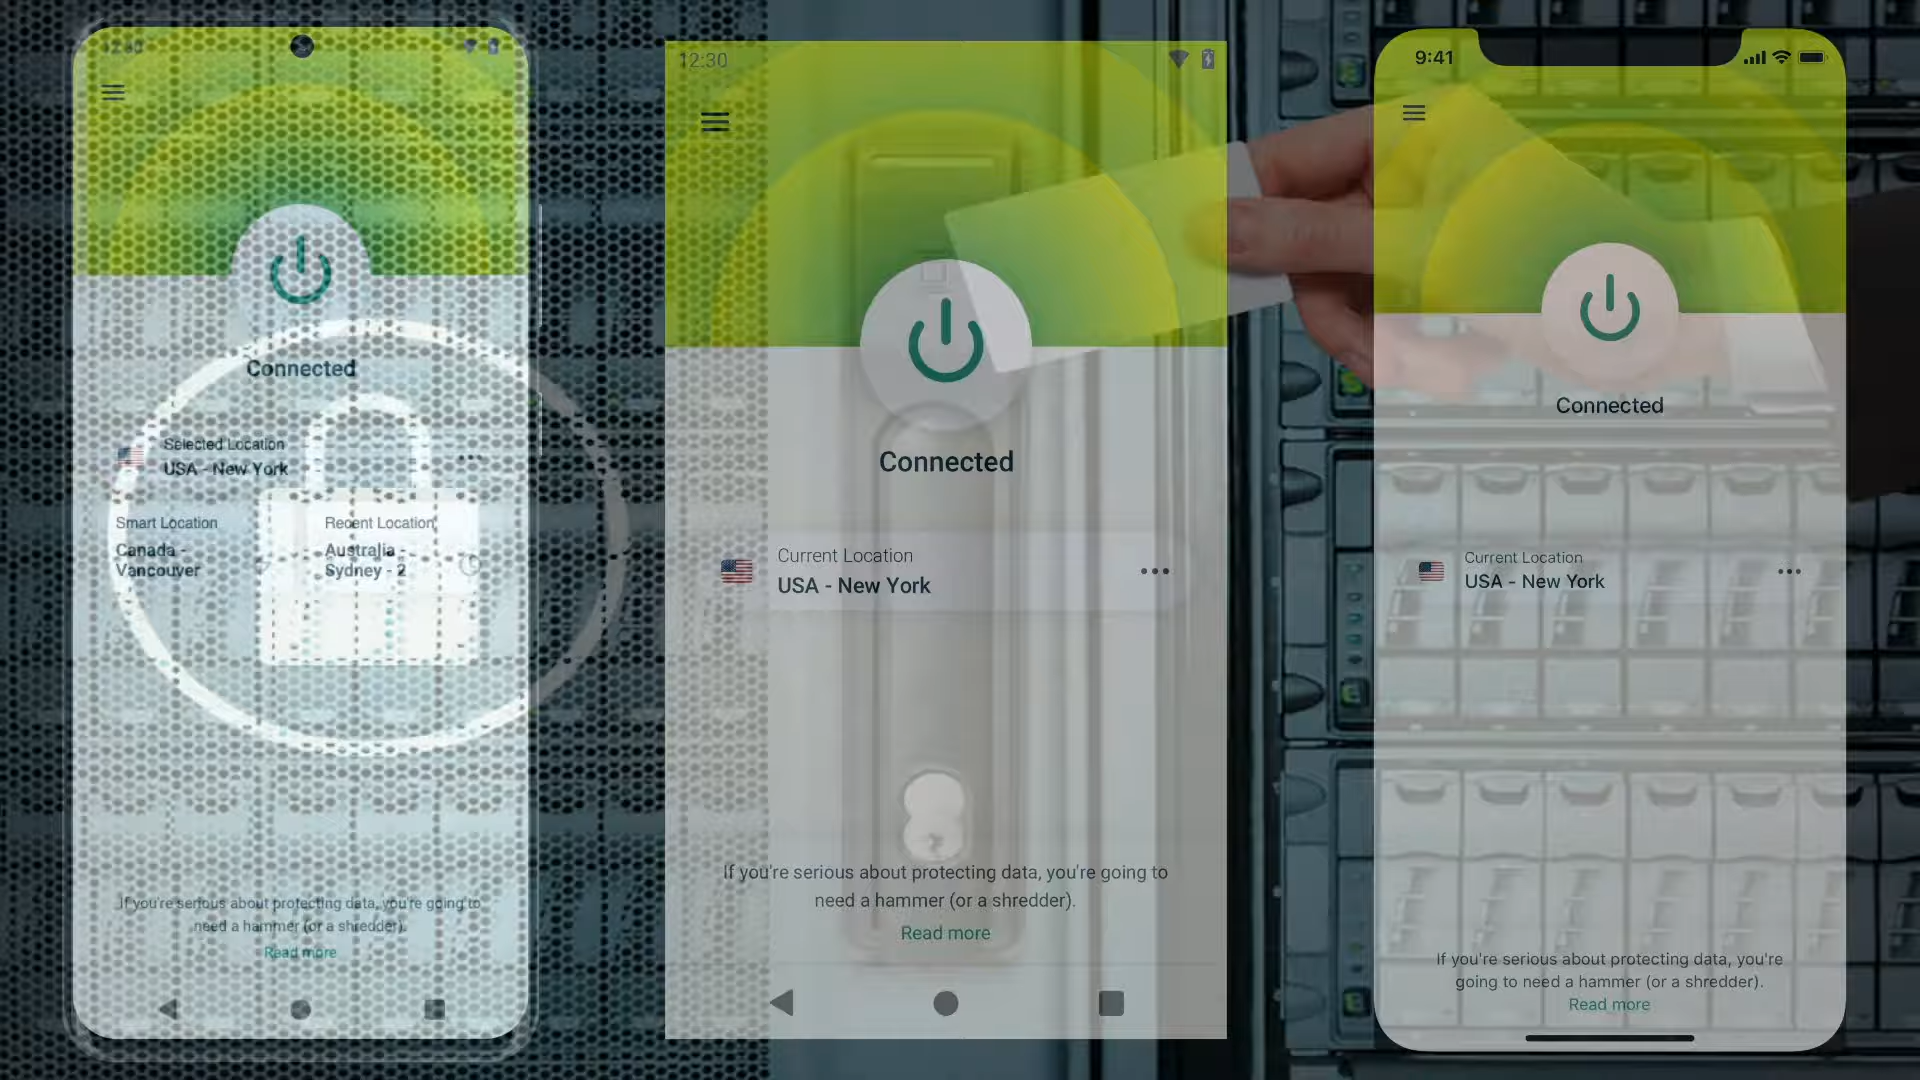 12:30
Connected
Selected Location
USA - New York
Smart Location
Canada -
Vancouver
Recent Location
Australia -
Sydney - 2
If you're serious about protecting data, you're going to
need a hammer (or a shredder).
Read more
12:30
Connected
Current Location
USA - New York
If you're serious about protecting data, you're going to
need a hammer (or a shredder).
Read more
9:41
Connected
Current Location
USA - New York
If you're serious about protecting data, you're
going to need a hammer (or a shredder).
Read more